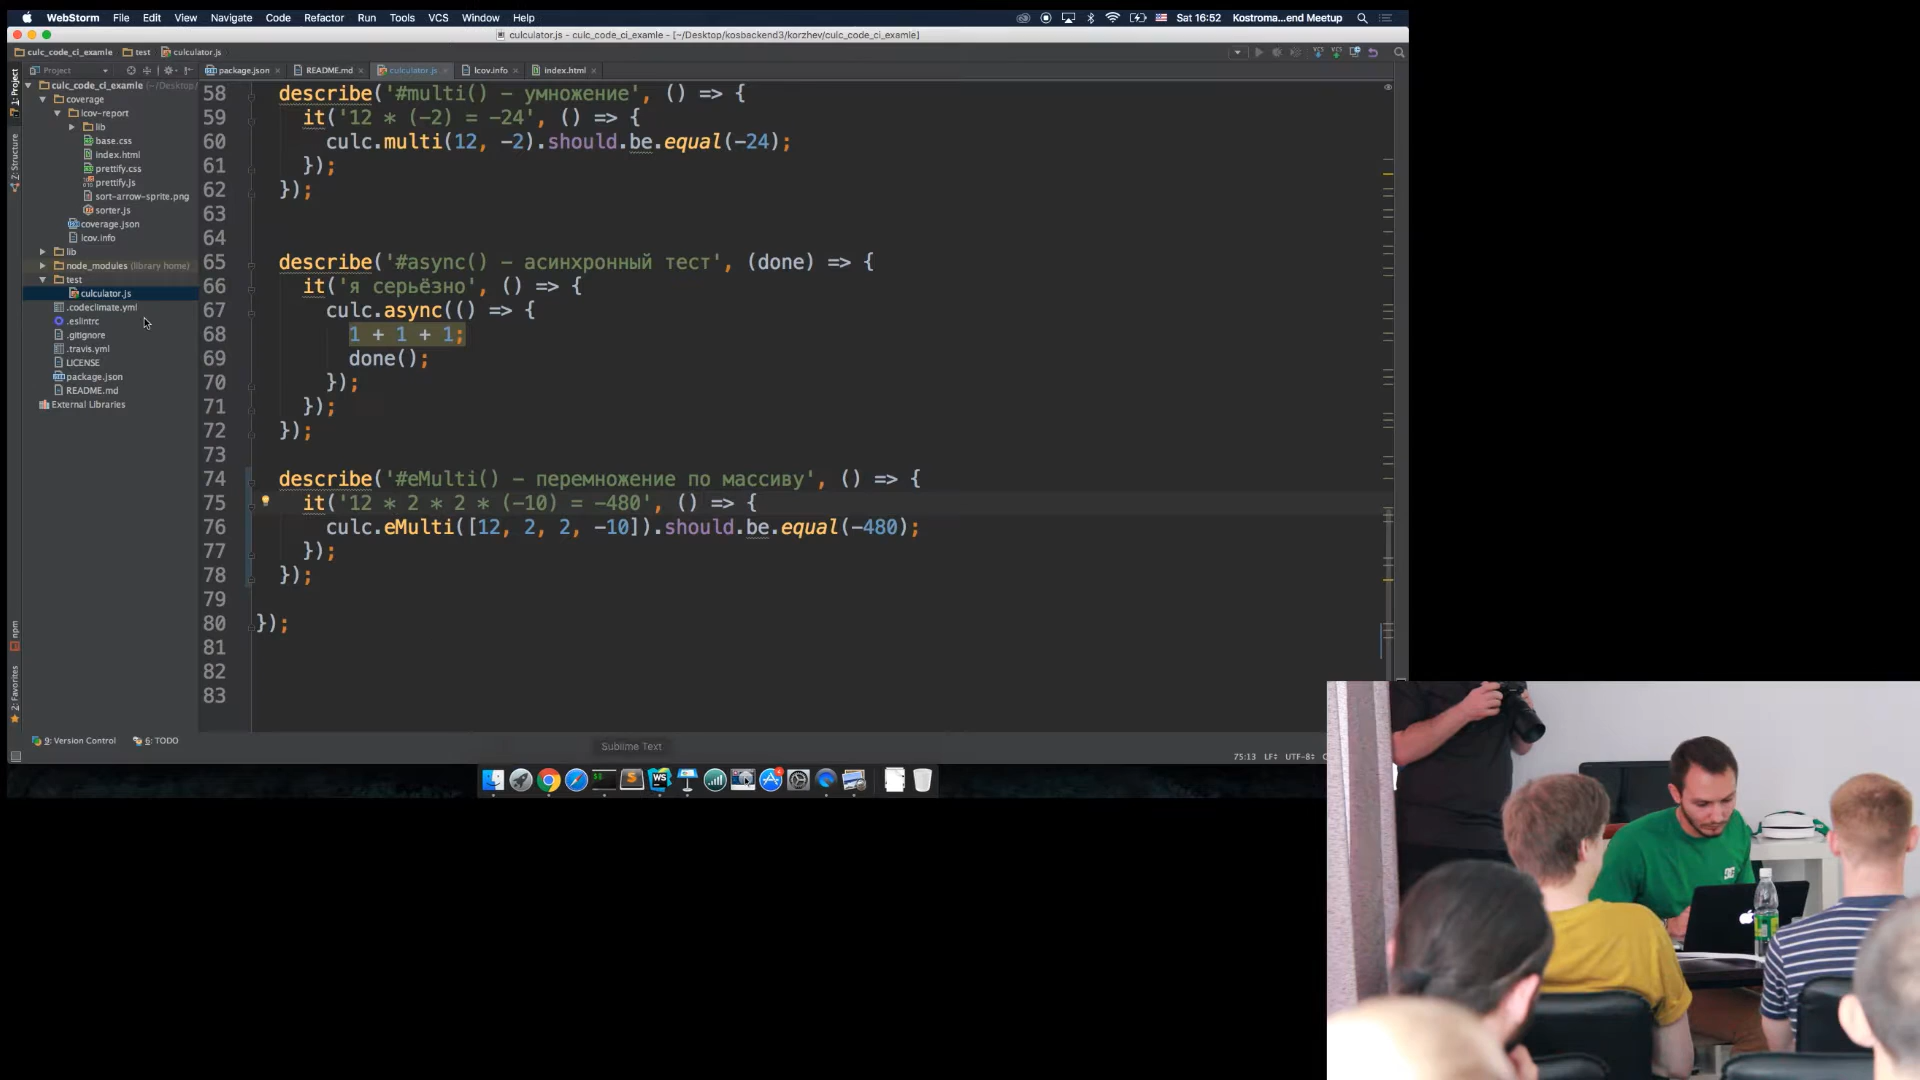 WebStorm File Edit View Navigate Code Refactor Run Tools VCS Window Help
Sat 16:52 Kostroma...end Meetup
culculator.js - culc_code_ci_examle - [~/Desktop/kosbackend3/korzhev/culc_code_ci_examle]
culc_code_ci_examle test culculator.js
Project
package.json README.md culculator.js lcov.info index.html
1: Project
Z: Structure
npm
2: Favorites
culc_code_ci_examle (~/Desktop/
coverage
lcov-report
lib
base.css
index.html
prettify.css
prettify.js
sort-arrow-sprite.png
sorter.js
coverage.json
lcov.info
lib
node_modules (library home)
test
culculator.js
.codeclimate.yml
.eslintrc
.gitignore
.travis.yml
LICENSE
package.json
README.md
External Libraries
58 describe('#multi() – умножение', () => {
59 it('12 * (-2) = -24', () => {
60 culc.multi(12, -2).should.be.equal(-24);
61 });
62 });
63
64
65 describe('#async() – асинхронный тест', (done) => {
66 it('я серьёзно', () => {
67 culc.async(() => {
68 1 + 1 + 1;
69 done();
70 });
71 });
72 });
73
74 describe('#eMulti() – перемножение по массиву', () => {
75 it('12 * 2 * 2 * (-10) = -480', () => {
76 culc.eMulti([12, 2, 2, -10]).should.be.equal(-480);
77 });
78 });
79
80 });
81
82
83
9: Version Control 6: TODO
Sublime Text
75:13 LF÷ UTF-8÷